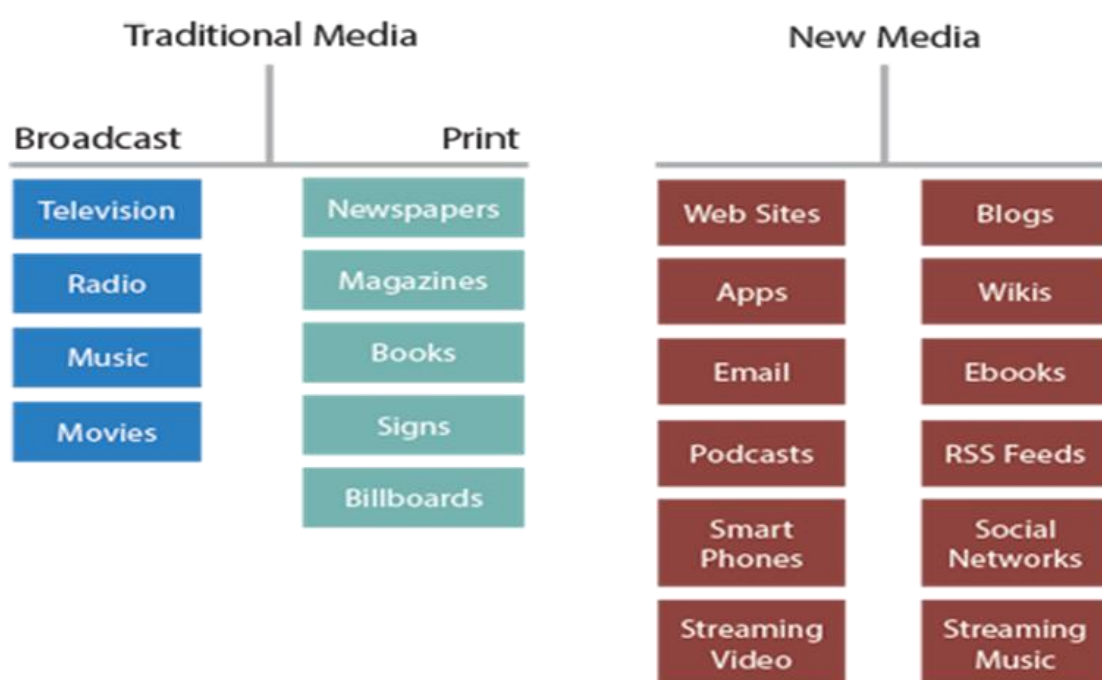 Traditional Media
Broadcast
Print
Television
Radio
Music
Movies
Newspapers
Magazines
Books
Signs
Billboards
New Media
Web Sites
Apps
Email
Podcasts
Smart
Phones
Streaming
Video
Blogs
Wikis
Ebooks
RSS Feeds
Social
Networks
Streaming
Music